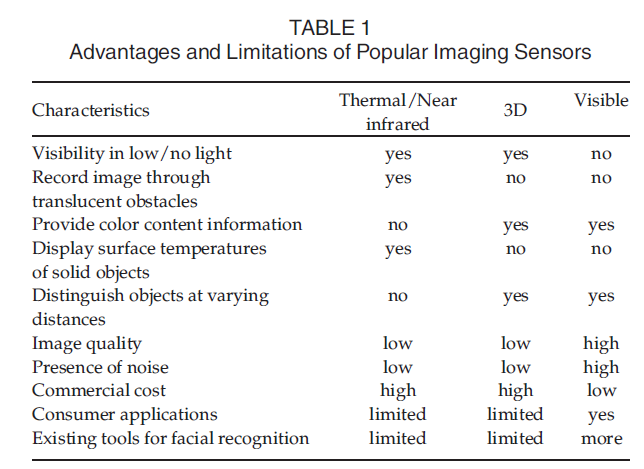 TABLE 1
Advantages and Limitations of Popular Imaging Sensors
Characteristics Thermal/Near infrared 3D Visible
Visibility in low/no light yes yes no
Record image through translucent obstacles yes no no
Provide color content information no yes yes
Display surface temperatures of solid objects yes no no
Distinguish objects at varying distances no yes yes
Image quality low low high
Presence of noise low low high
Commercial cost high high low
Consumer applications limited limited yes
Existing tools for facial recognition limited limited more